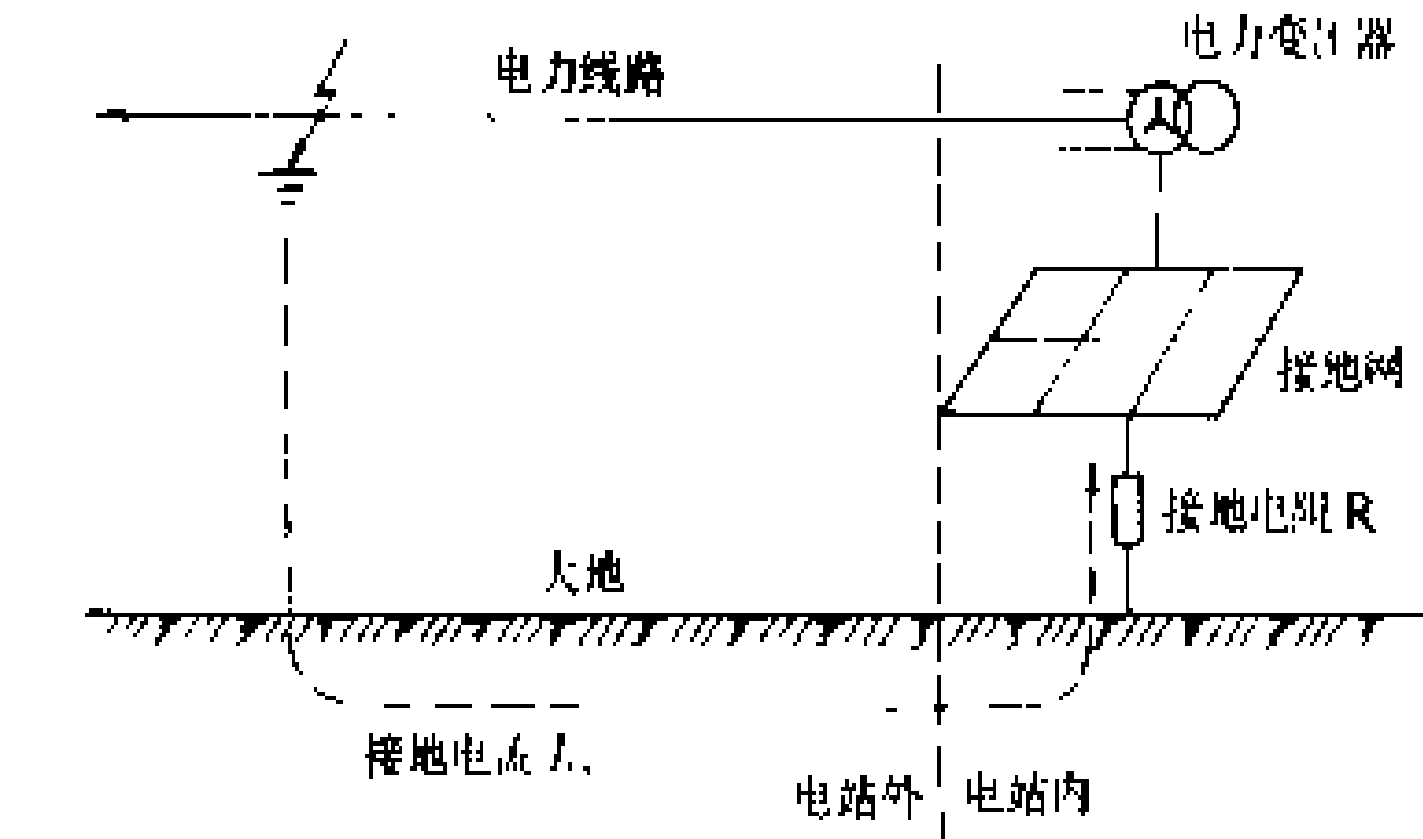 电力变压器
电力线路
接地网
接地电阻 R
大地
接地电流 I
电站外
电站内